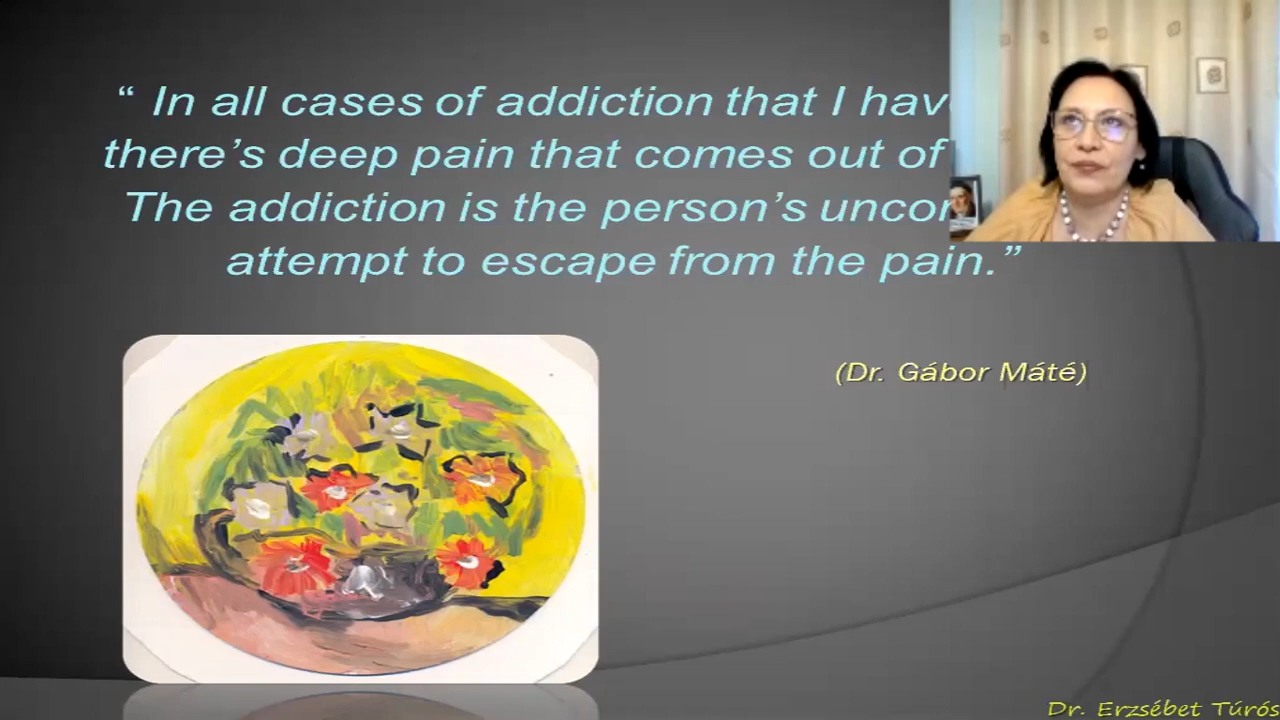 “ In all cases of addiction that I hav
there’s deep pain that comes out of
The addiction is the person’s uncon
attempt to escape from the pain.”
(Dr. Gábor Máté)
Dr. Erzsébet Túrós